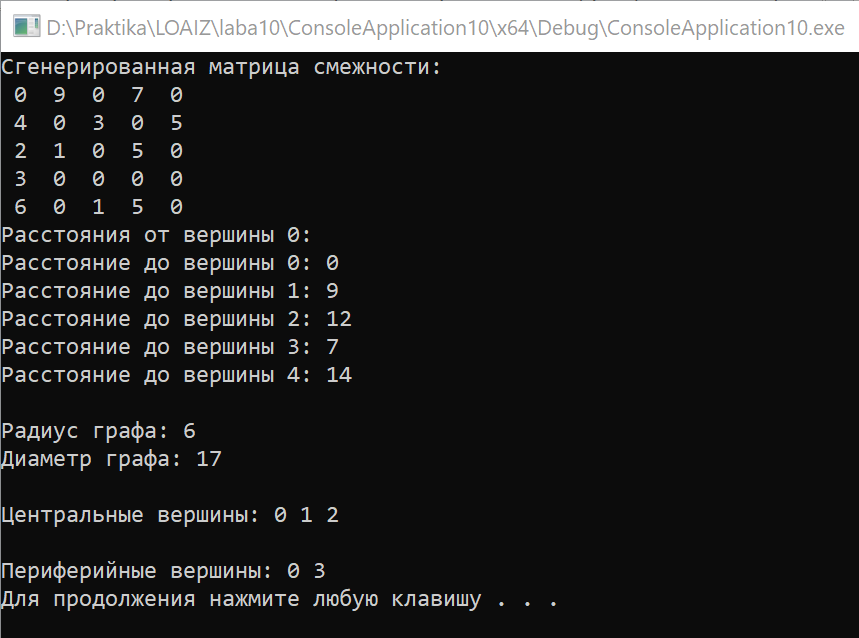 D:\Praktika\LOAIZ\laba10\ConsoleApplication10\x64\Debug\ConsoleApplication10.exe
Сгенерированная матрица смежности:
0 9 0 7 0
4 0 3 0 5
2 1 0 5 0
3 0 0 0 0
6 0 1 5 0
Расстояния от вершины 0:
Расстояние до вершины 0: 0
Расстояние до вершины 1: 9
Расстояние до вершины 2: 12
Расстояние до вершины 3: 7
Расстояние до вершины 4: 14
Радиус графа: 6
Диаметр графа: 17
Центральные вершины: 0 1 2
Периферийные вершины: 0 3
Для продолжения нажмите любую клавишу . . .